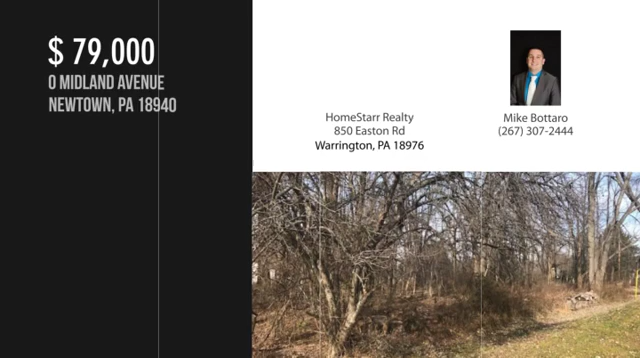 $ 79,000
0 MIDLAND AVENUE
NEWTOWN, PA 18940
HomeStarr Realty
850 Easton Rd
Warrington, PA 18976
Mike Bottaro
(267) 307-2444